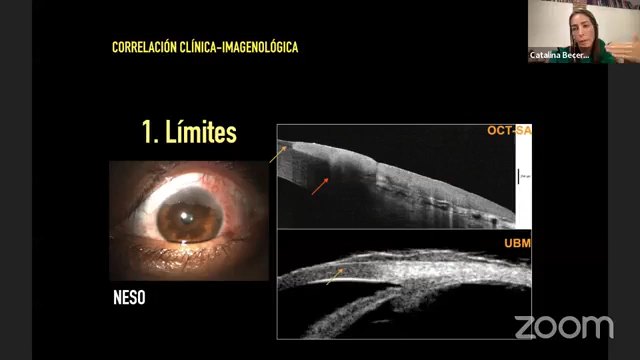 CORRELACIÓN CLÍNICA-IMAGENOLÓGICA
Catalina Becer...
1. Límites
OCT-SA
UBM
NESO
zoom